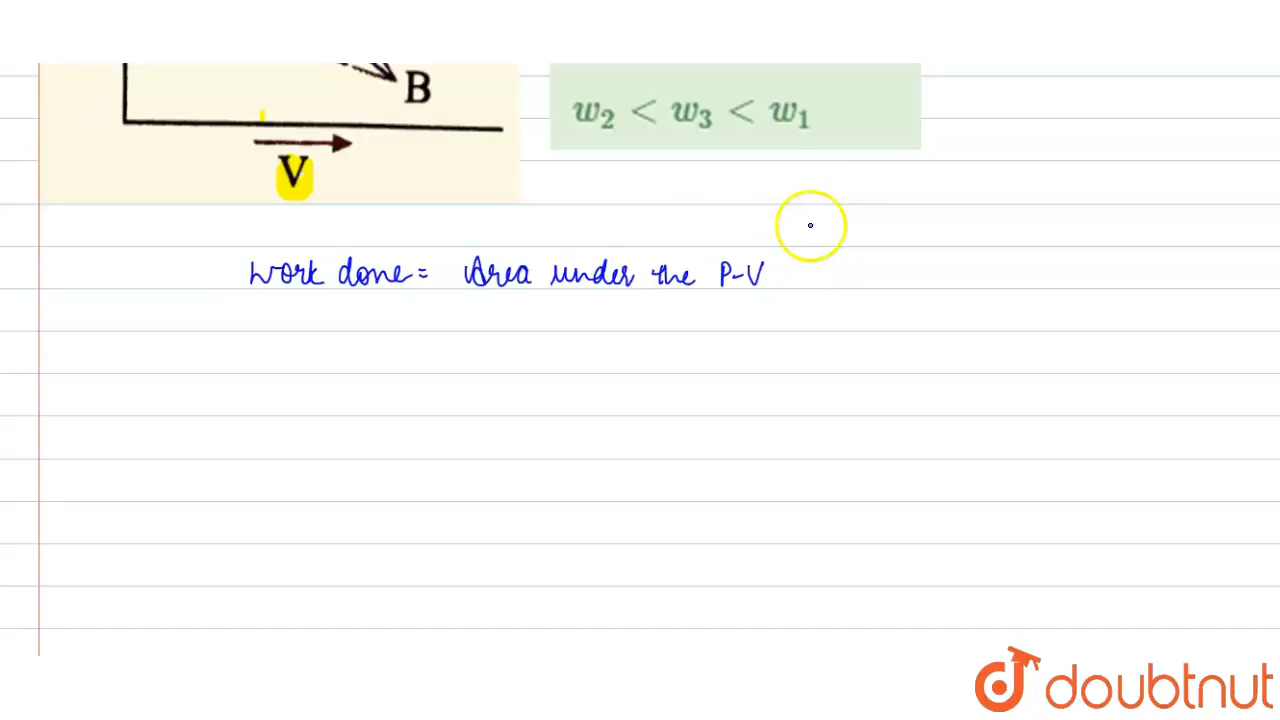 B
w₂ < w₃ < w₁
V
Work done = Area under the P-V
doubtnut